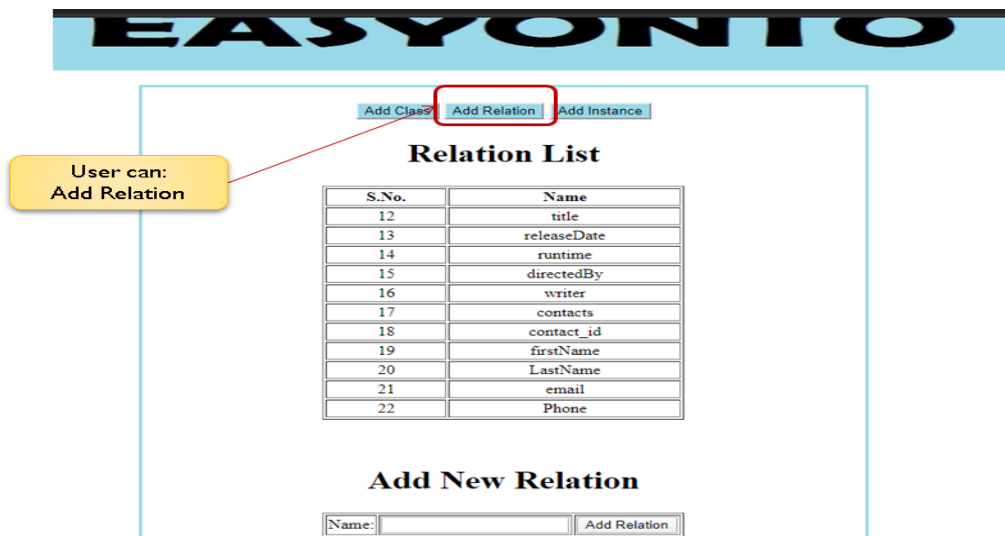 EASYONTO
Add Class Add Relation Add Instance
Relation List
User can:
Add Relation
S.No. Name
12 title
13 releaseDate
14 runtime
15 directedBy
16 writer
17 contacts
18 contact_id
19 firstName
20 LastName
21 email
22 Phone
Add New Relation
Name: Add Relation